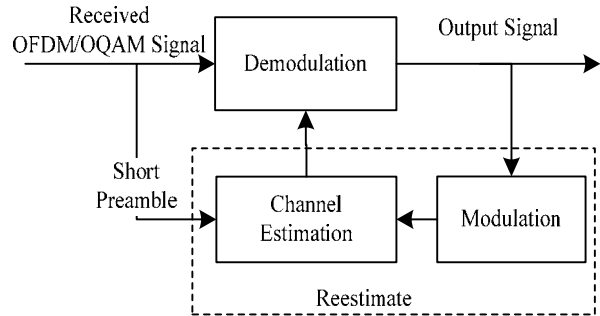 Received
OFDM/OQAM Signal
Output Signal
Demodulation
Short
Preamble
Channel
Estimation
Modulation
Reestimate